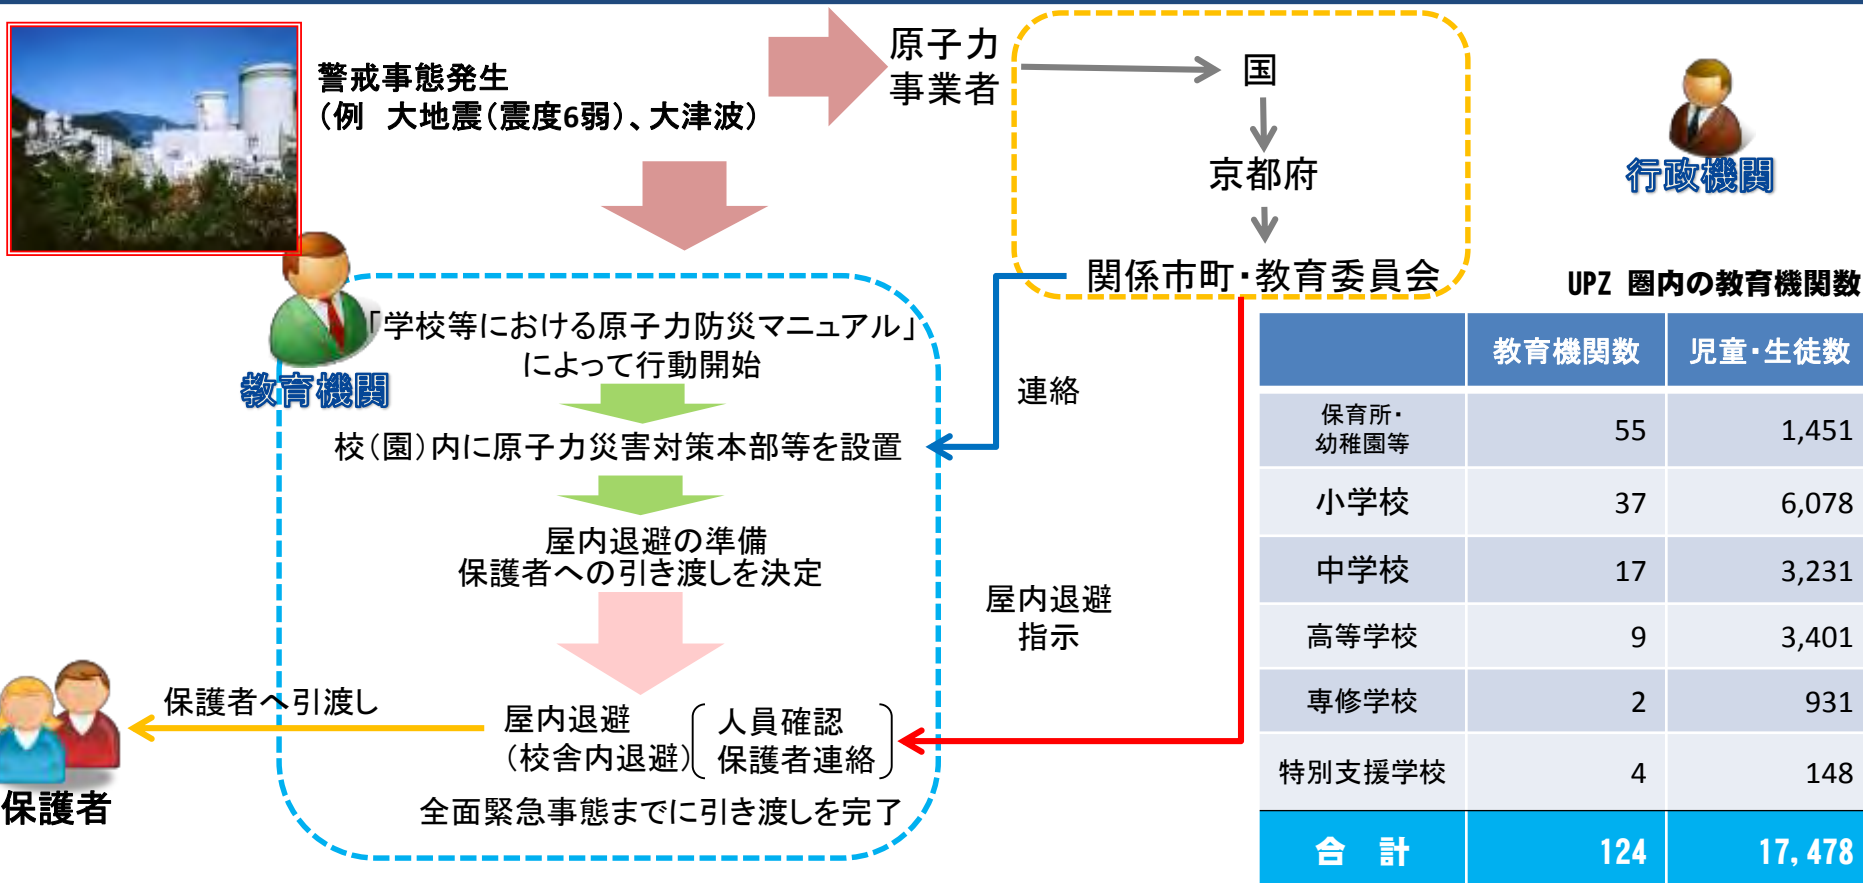 警戒事態発生
（例　大地震（震度6弱）、大津波）
原子力
事業者
国
京都府
関係市町・教育委員会
行政機関
「学校等における原子力防災マニュアル」
によって行動開始
教育機関
校（園）内に原子力災害対策本部等を設置
連絡
屋内退避の準備
保護者への引き渡しを決定
屋内退避
指示
保護者へ引渡し
屋内退避
（校舎内退避）
人員確認
保護者連絡
全面緊急事態までに引き渡しを完了
保護者
UPZ 圏内の教育機関数
教育機関数 児童・生徒数
保育所・
幼稚園等 55 1,451
小学校 37 6,078
中学校 17 3,231
高等学校 9 3,401
専修学校 2 931
特別支援学校 4 148
合　計 124 17,478